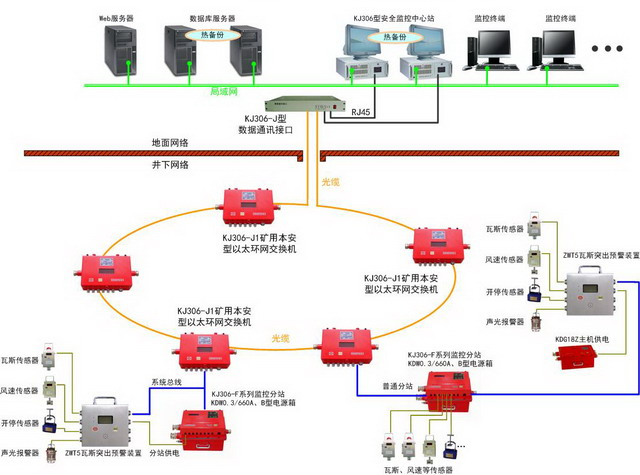 Web服务器
数据库服务器
KJ306型安全监控中心站
监控终端
监控终端
热备份
热备份
局域网
RJ45
KJ306-J型
数据通讯接口
地面网络
井下网络
光缆
KJ306-J1矿用本安
型以太环网交换机
KJ306-J1矿用本安
型以太环网交换机
KJ306-J1矿用本安
型以太环网交换机
光缆
瓦斯传感器
风速传感器
开停传感器
声光报警器
ZWT5瓦斯突出预警装置
KDG18Z主机供电
KJ306-F系列监控分站
KDW0.3/660A、B型电源箱
普通分站
瓦斯、风速等传感器
瓦斯传感器
风速传感器
开停传感器
声光报警器
系统总线
KJ306-F系列监控分站
KDW0.3/660A、B型电源箱
ZWT5瓦斯突出预警装置
分站供电